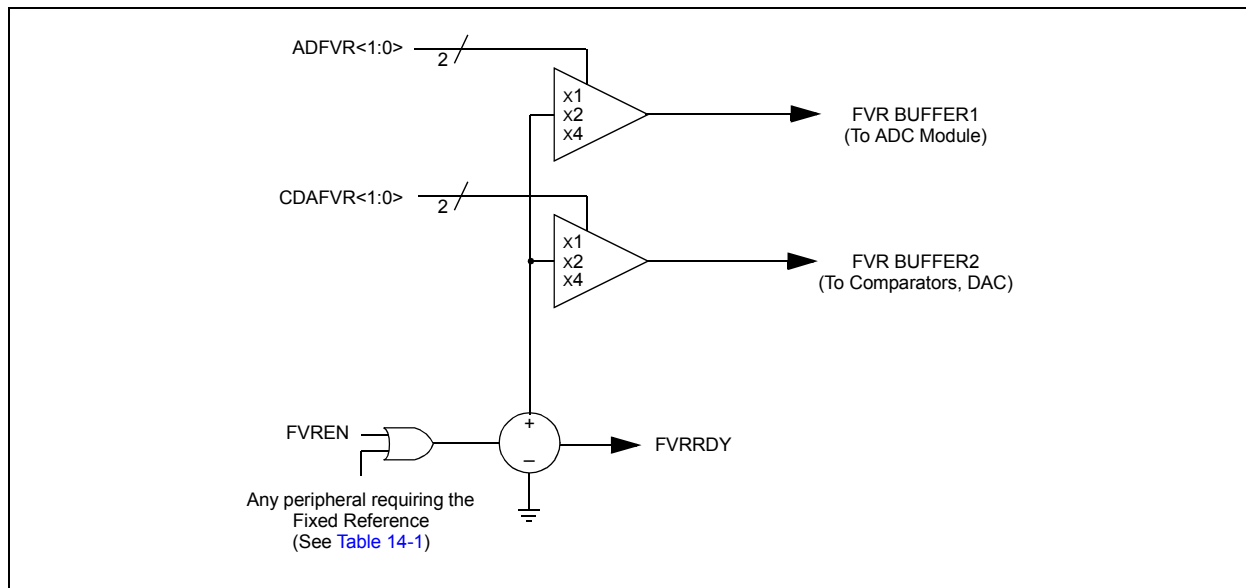 ADFVR<1:0>
2
X1
X2
X4
FVR BUFFER1
(To ADC Module)
CDAFVR<1:0>
2
X1
X2
X4
FVR BUFFER2
(To Comparators, DAC)
+
–
FVREN
FVRRDY
Any peripheral requiring the
Fixed Reference
(See Table 14-1)